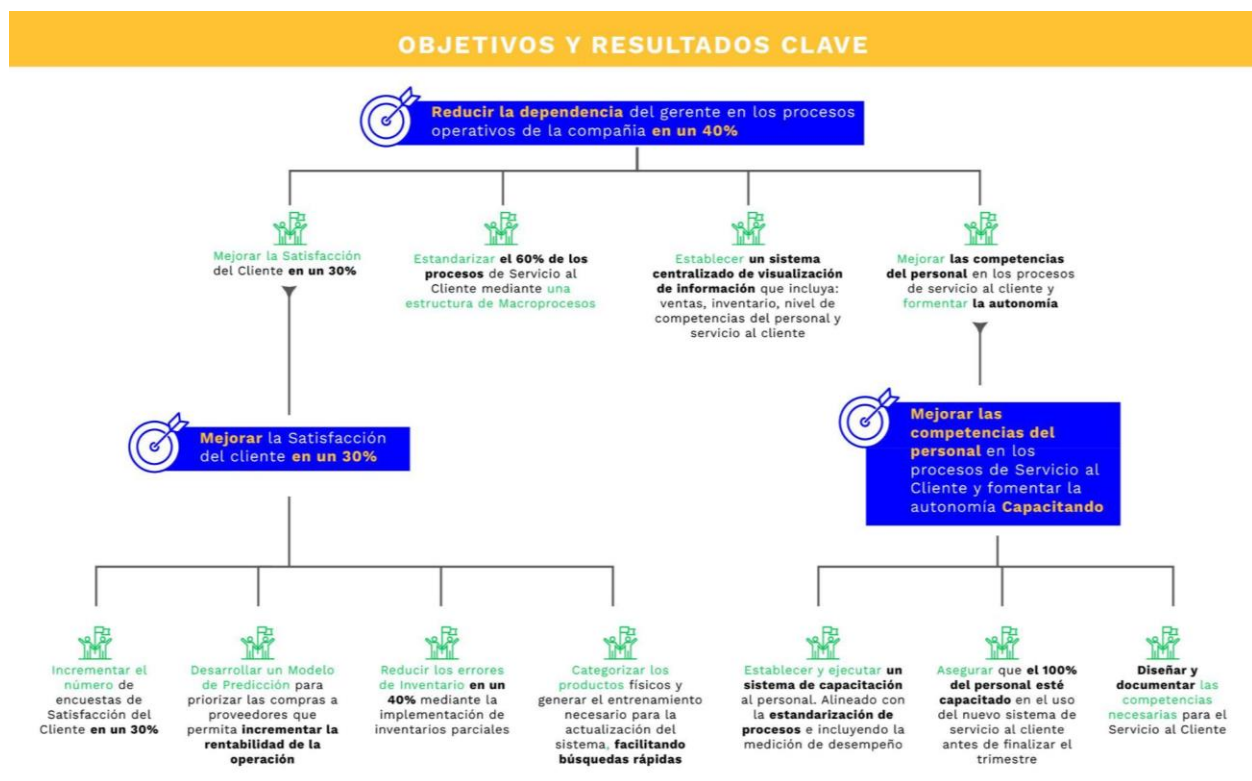 OBJETIVOS Y RESULTADOS CLAVE
Reducir la dependencia del gerente en los procesos
operativos de la compañia en un 40%
Mejorar la Satisfacción
del Cliente en un 30%
Estandarizar el 60% de los
procesos de Servicio al
Cliente mediante una
estructura de Macroprocesos
Establecer un sistema
centralizado de visualización
de información que incluya:
ventas, inventario, nivel de
competencias del personal y
servicio al cliente
Mejorar las competencias
del personal en los procesos
de servicio al cliente y
fomentar la autonomía
Mejorar la Satisfacción
del cliente en un 30%
Mejorar las
competencias del
personal en los
procesos de Servicio al
Cliente y fomentar la
autonomía Capacitando
Incrementar el
número de
encuestas de
Satisfacción del
Cliente en un 30%
Desarrollar un Modelo
de Predicción para
priorizar las compras a
proveedores que
permita incrementar la
rentabilidad de la
operación
Reducir los errores
de Inventario en un
40% mediante la
implementación de
inventarios parciales
Categorizar los
productos físicos y
generar el entrenamiento
necesario para la
actualización del
sistema, facilitando
búsquedas rápidas
Establecer y ejecutar un
sistema de capacitación
al personal. Alineado con
la estandarización de
procesos e incluyendo la
medición de desempeño
Asegurar que el 100%
del personal esté
capacitado en el uso
del nuevo sistema de
servicio al cliente
antes de finalizar el
trimestre
Diseñar y
documentar las
competencias
necesarias para el
Servicio al Cliente